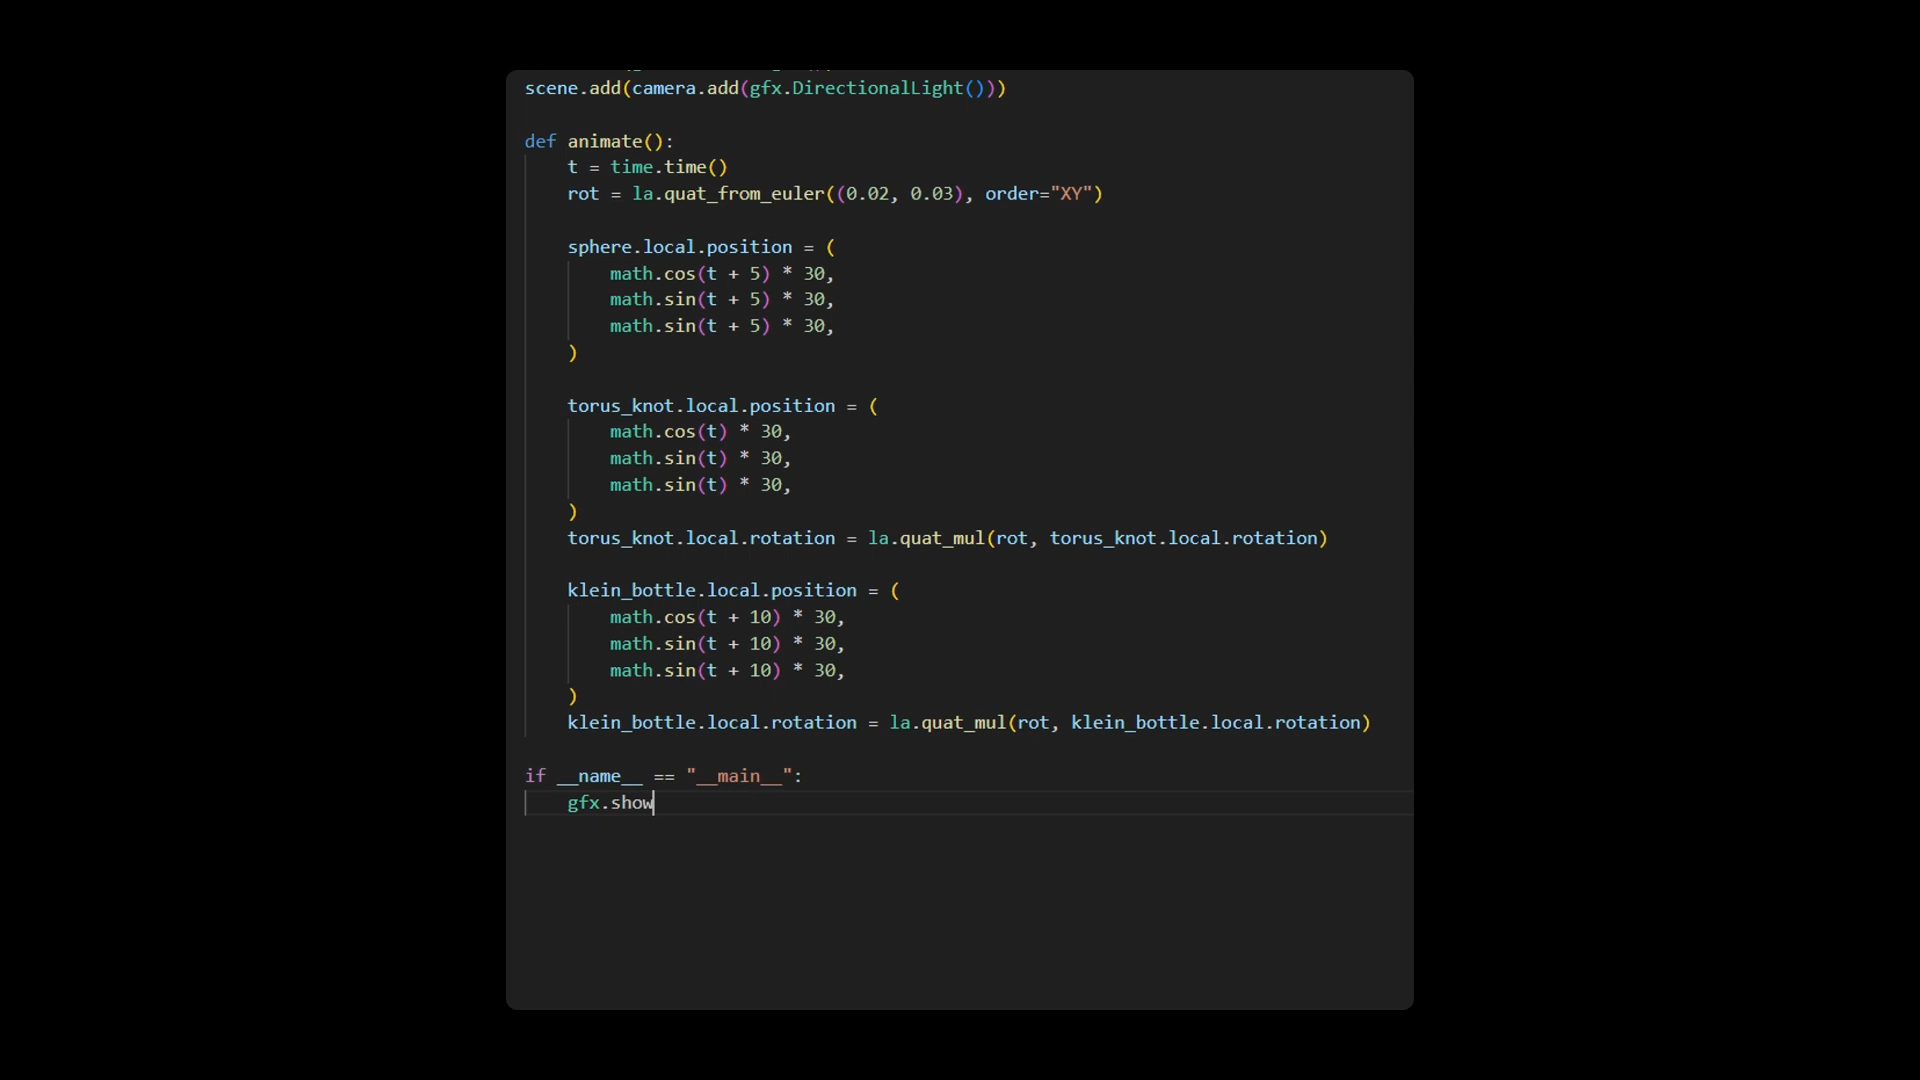 scene.add(camera.add(gfx.DirectionalLight()))
def animate():
    t = time.time()
    rot = la.quat_from_euler((0.02, 0.03), order="XY")
    sphere.local.position = (
        math.cos(t + 5) * 30,
        math.sin(t + 5) * 30,
        math.sin(t + 5) * 30,
    )
    torus_knot.local.position = (
        math.cos(t) * 30,
        math.sin(t) * 30,
        math.sin(t) * 30,
    )
    torus_knot.local.rotation = la.quat_mul(rot, torus_knot.local.rotation)
    klein_bottle.local.position = (
        math.cos(t + 10) * 30,
        math.sin(t + 10) * 30,
        math.sin(t + 10) * 30,
    )
    klein_bottle.local.rotation = la.quat_mul(rot, klein_bottle.local.rotation)
if __name__ == "__main__":
    gfx.show